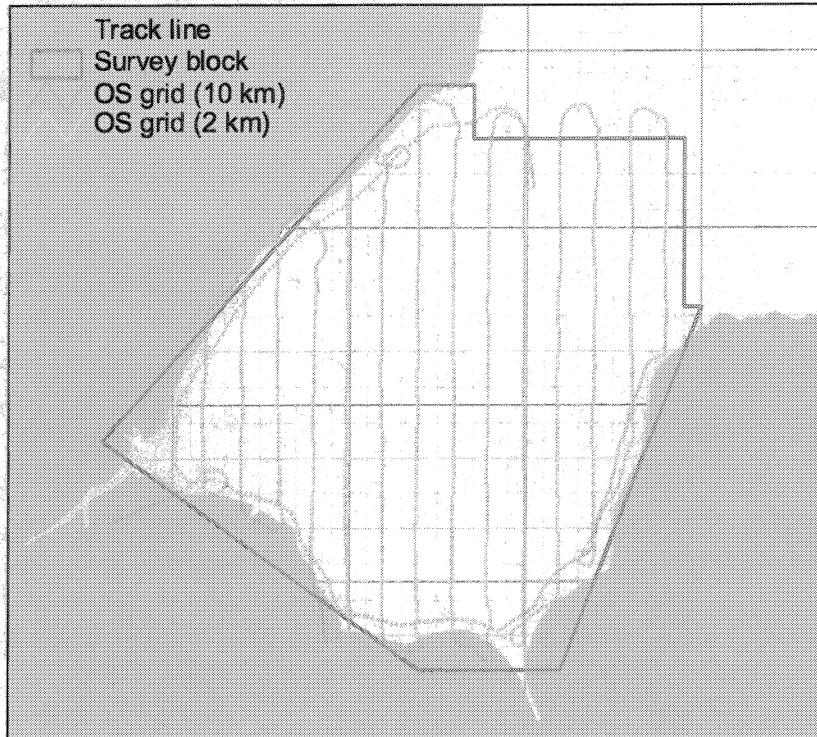 Track line
Survey block
OS grid (10 km)
OS grid (2 km)